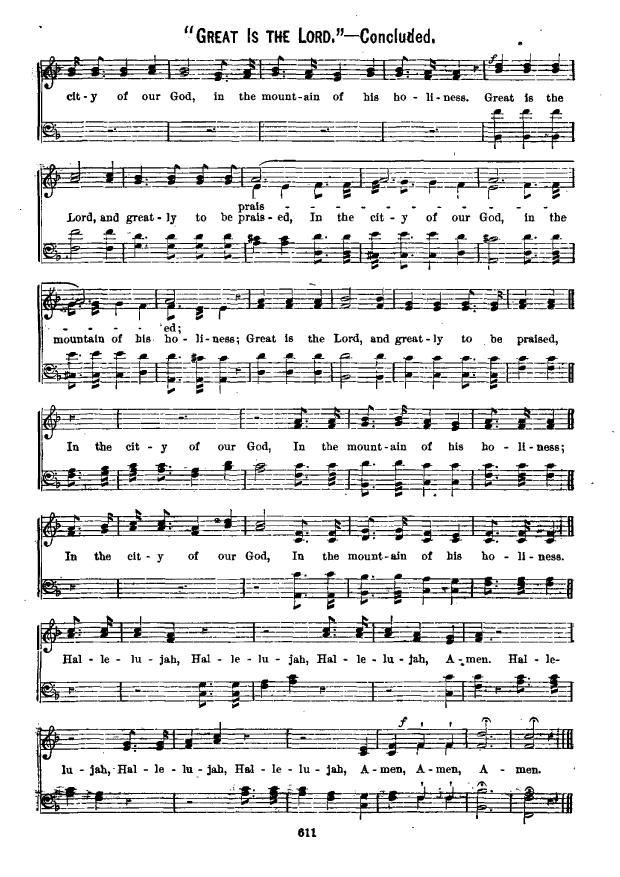 "GREAT IS THE LORD."—Concluded.
f
cit - y of our God, in the mount - ain of his ho - li - ness. Great is the
prais - - - - - - - - - - - -
Lord, and great - ly to be prais - ed, In the cit - y of our God, in the
- - - - - ed;
mountain of his ho - li - ness; Great is the Lord, and great - ly to be praised,
In the cit - y of our God, In the mount - ain of his ho - li - ness;
In the cit - y of our God, In the mount - ain of his ho - li - ness.
Hal - le - lu - jah, Hal - le - lu - jah, Hal - le - lu - jah, A - men. Hal - le-
f
lu - jah, Hal - le - lu - jah, Hal - le - lu - jah, A - men, A - men, A - men.
611